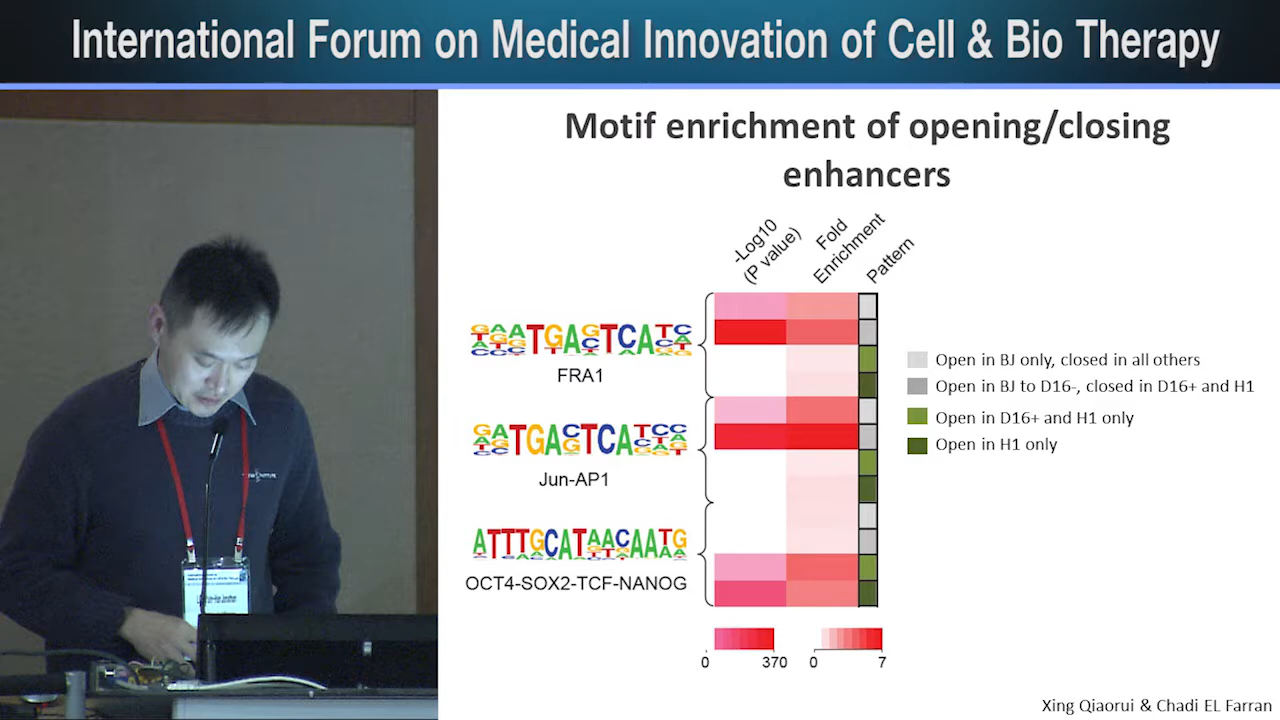 International Forum on Medical Innovation of Cell & Bio Therapy
Motif enrichment of opening/closing
enhancers
-Log10
(P value)
Fold
Enrichment
Pattern
FRA1
Jun-AP1
OCT4-SOX2-TCF-NANOG
Open in BJ only, closed in all others
Open in BJ to D16-, closed in D16+ and H1
Open in D16+ and H1 only
Open in H1 only
0
370
0
7
Xing Qiaorui & Chadi EL Farran